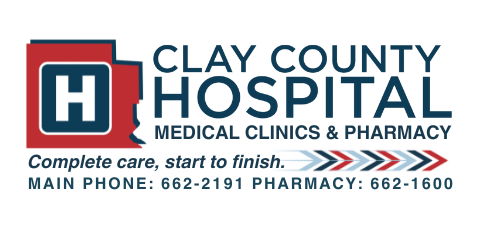 H
CLAY COUNTY
HOSPITAL
MEDICAL CLINICS & PHARMACY
Complete care, start to finish.
MAIN PHONE: 662-2191 PHARMACY: 662-1600